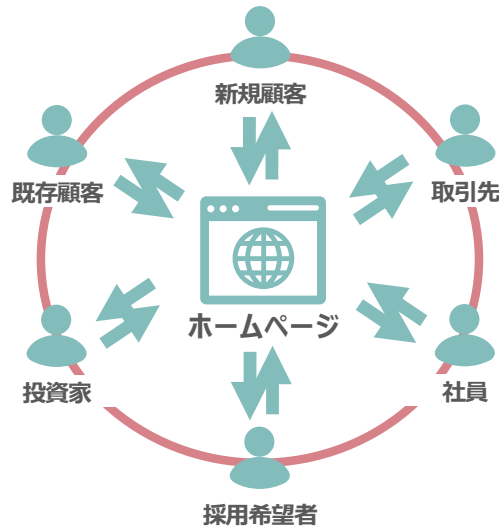 新規顧客
既存顧客
取引先
ホームページ
投資家
社員
採用希望者